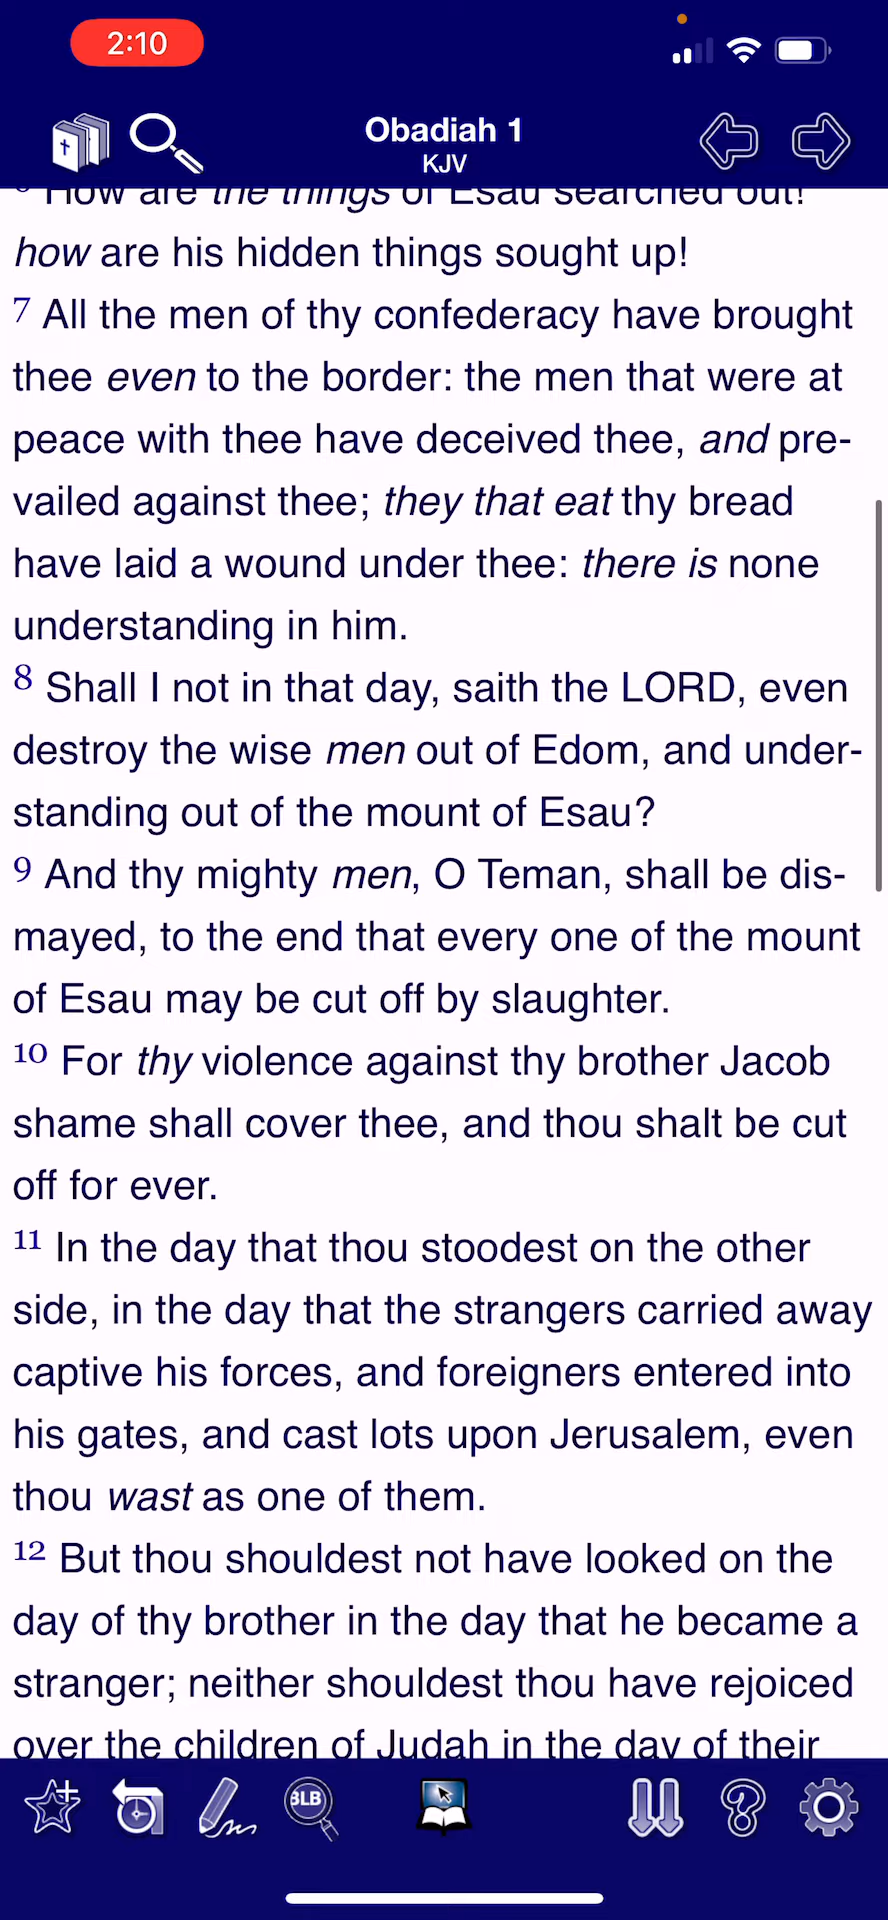 2:10
Obadiah 1
KJV
How are the things of Esau searched out!
how are his hidden things sought up!
7 All the men of thy confederacy have brought
thee even to the border: the men that were at
peace with thee have deceived thee, and pre-
vailed against thee; they that eat thy bread
have laid a wound under thee: there is none
understanding in him.
8 Shall I not in that day, saith the LORD, even
destroy the wise men out of Edom, and under-
standing out of the mount of Esau?
9 And thy mighty men, O Teman, shall be dis-
mayed, to the end that every one of the mount
of Esau may be cut off by slaughter.
10 For thy violence against thy brother Jacob
shame shall cover thee, and thou shalt be cut
off for ever.
11 In the day that thou stoodest on the other
side, in the day that the strangers carried away
captive his forces, and foreigners entered into
his gates, and cast lots upon Jerusalem, even
thou wast as one of them.
12 But thou shouldest not have looked on the
day of thy brother in the day that he became a
stranger; neither shouldest thou have rejoiced
over the children of Judah in the day of their
BLB